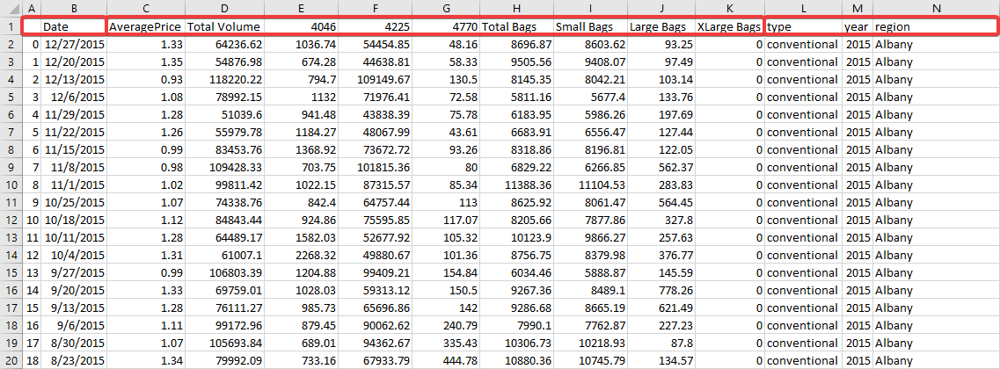 A B C D E F G H I J K L M N
1 Date AveragePrice Total Volume 4046 4225 4770 Total Bags Small Bags Large Bags XLarge Bags type year region
2 0 12/27/2015 1.33 64236.62 1036.74 54454.85 48.16 8696.87 8603.62 93.25 0 conventional 2015 Albany
3 1 12/20/2015 1.35 54876.98 674.28 44638.81 58.33 9505.56 9408.07 97.49 0 conventional 2015 Albany
4 2 12/13/2015 0.93 118220.22 794.7 109149.67 130.5 8145.35 8042.21 103.14 0 conventional 2015 Albany
5 3 12/6/2015 1.08 78992.15 1132 71976.41 72.58 5811.16 5677.4 133.76 0 conventional 2015 Albany
6 4 11/29/2015 1.28 51039.6 941.48 43838.39 75.78 6183.95 5986.26 197.69 0 conventional 2015 Albany
7 5 11/22/2015 1.26 55979.78 1184.27 48067.99 43.61 6683.91 6556.47 127.44 0 conventional 2015 Albany
8 6 11/15/2015 0.99 83453.76 1368.92 73672.72 93.26 8318.86 8196.81 122.05 0 conventional 2015 Albany
9 7 11/8/2015 0.98 109428.33 703.75 101815.36 80 6829.22 6266.85 562.37 0 conventional 2015 Albany
10 8 11/1/2015 1.02 99811.42 1022.15 87315.57 85.34 11388.36 11104.53 283.83 0 conventional 2015 Albany
11 9 10/25/2015 1.07 74338.76 842.4 64757.44 113 8625.92 8061.47 564.45 0 conventional 2015 Albany
12 10 10/18/2015 1.12 84843.44 924.86 75595.85 117.07 8205.66 7877.86 327.8 0 conventional 2015 Albany
13 11 10/11/2015 1.28 64489.17 1582.03 52677.92 105.32 10123.9 9866.27 257.63 0 conventional 2015 Albany
14 12 10/4/2015 1.31 61007.1 2268.32 49880.67 101.36 8756.75 8379.98 376.77 0 conventional 2015 Albany
15 13 9/27/2015 0.99 106803.39 1204.88 99409.21 154.84 6034.46 5888.87 145.59 0 conventional 2015 Albany
16 14 9/20/2015 1.33 69759.01 1028.03 59313.12 150.5 9267.36 8489.1 778.26 0 conventional 2015 Albany
17 15 9/13/2015 1.28 76111.27 985.73 65696.86 142 9286.68 8665.19 621.49 0 conventional 2015 Albany
18 16 9/6/2015 1.11 99172.96 879.45 90062.62 240.79 7990.1 7762.87 227.23 0 conventional 2015 Albany
19 17 8/30/2015 1.07 105693.84 689.01 94362.67 335.43 10306.73 10218.93 87.8 0 conventional 2015 Albany
20 18 8/23/2015 1.34 79992.09 733.16 67933.79 444.78 10880.36 10745.79 134.57 0 conventional 2015 Albany